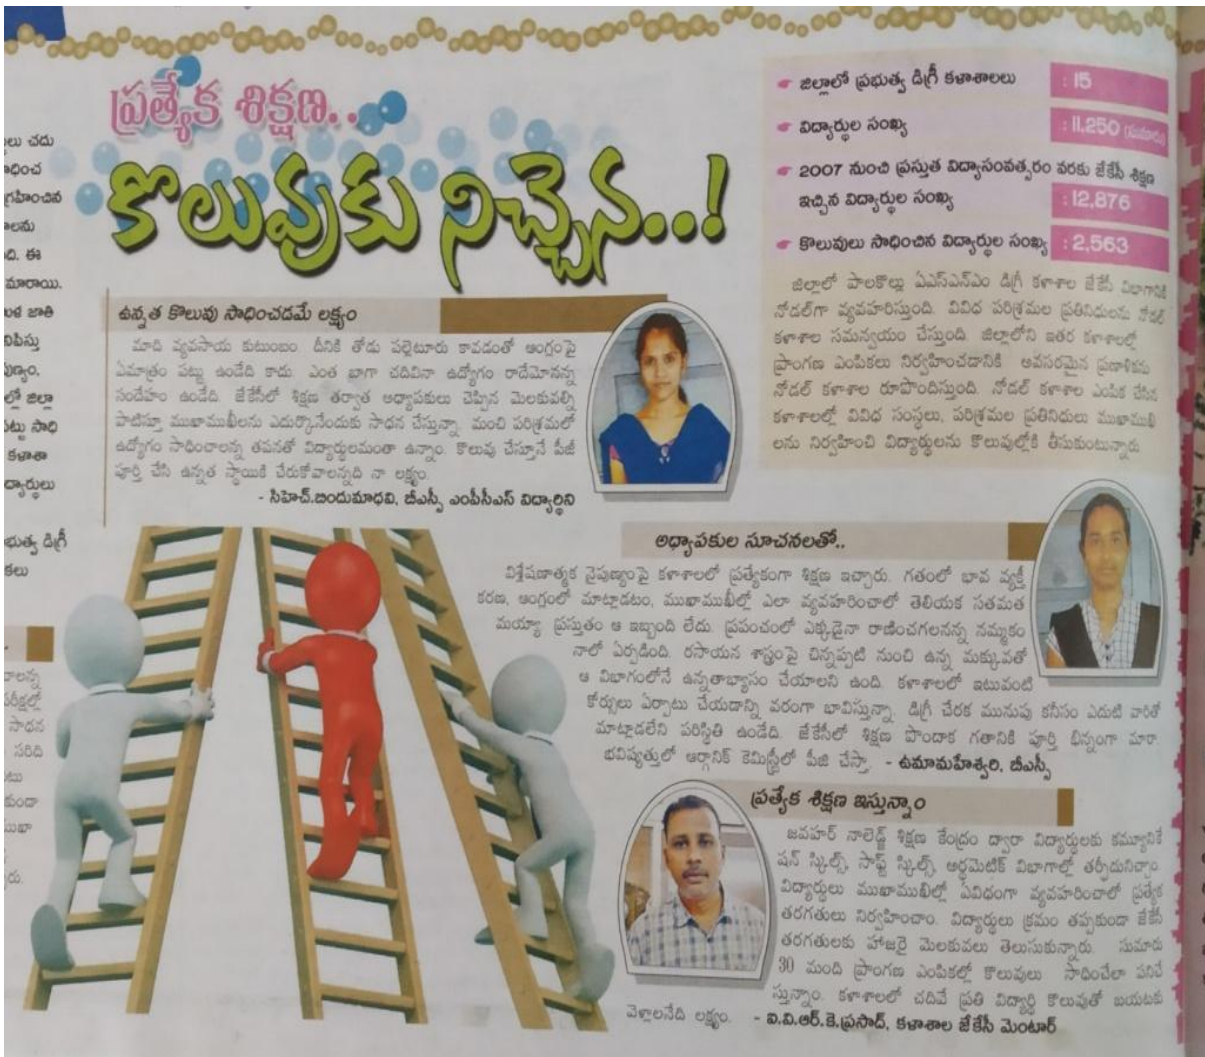 ప్రత్యేక శిక్షణ..
కొలువుకు నిచ్చెన..!
జిల్లాలో ప్రభుత్వ డిగ్రీ కళాశాలలు : 15
విద్యార్థుల సంఖ్య : 11,250 (సుమారు)
2007 నుంచి ప్రస్తుత విద్యాసంవత్సరం వరకు జేకేసీ శిక్షణ
ఇచ్చిన విద్యార్థుల సంఖ్య : 12,876
కొలువులు సాధించిన విద్యార్థుల సంఖ్య : 2,563
జిల్లాలో పాలకొల్లు ఏఎస్ఎన్ఎం డిగ్రీ కళాశాల జేకేసీ విభాగానికి
నోడల్‌గా వ్యవహరిస్తుంది. వివిధ పరిశ్రమల ప్రతినిధులను నోడల్
కళాశాల సమన్వయం చేస్తుంది. జిల్లాలోని ఇతర కళాశాలల్లో
ప్రాంగణ ఎంపికలు నిర్వహించడానికి అవసరమైన ప్రణాళికను
నోడల్ కళాశాల రూపొందిస్తుంది. నోడల్ కళాశాల ఎంపిక చేసిన
కళాశాలల్లో వివిధ సంస్థలు, పరిశ్రమల ప్రతినిధులు ముఖాముఖి
లను నిర్వహించి విద్యార్థులను కొలువుల్లోకి తీసుకుంటున్నారు
ఉన్నత కొలువు సాధించడమే లక్ష్యం
మాది వ్యవసాయ కుటుంబం. దీనికి తోడు పల్లెటూరు కావడంతో ఆంగ్లంపై
ఏమాత్రం పట్టు ఉండేది కాదు. ఎంత బాగా చదివినా ఉద్యోగం రాదేమోనన్న
సందేహం ఉండేది. జేకేసీలో శిక్షణ తర్వాత అధ్యాపకులు చెప్పిన మెలకువల్ని
పాటిస్తూ ముఖాముఖీలను ఎదుర్కొనేందుకు సాధన చేస్తున్నా. మంచి పరిశ్రమలో
ఉద్యోగం సాధించాలన్న తపనతో విద్యార్థులమంతా ఉన్నాం. కొలువు చేస్తూనే పీజీ
పూర్తి చేసి ఉన్నత స్థాయికి చేరుకోవాలన్నది నా లక్ష్యం.
- సిహెచ్.బిందుమాధవి, బీఎస్సీ ఎంపీసీఎస్ విద్యార్థిని
అధ్యాపకుల సూచనలతో..
విశ్లేషణాత్మక నైపుణ్యంపై కళాశాలలో ప్రత్యేకంగా శిక్షణ ఇచ్చారు. గతంలో భావ వ్యక్తీ
కరణ, ఆంగ్లంలో మాట్లాడటం, ముఖాముఖీల్లో ఎలా వ్యవహరించాలో తెలియక సతమత
మయ్యా ప్రస్తుతం ఆ ఇబ్బంది లేదు. ప్రపంచంలో ఎక్కడైనా రాణించగలనన్న నమ్మకం
నాలో ఏర్పడింది. రసాయన శాస్త్రంపై చిన్నప్పటి నుంచి ఉన్న మక్కువతో
ఆ విభాగంలోనే ఉన్నతాభ్యాసం చేయాలని ఉంది. కళాశాలలో ఇటువంటి
కోర్సులు ఏర్పాటు చేయడాన్ని వరంగా భావిస్తున్నా. డిగ్రీ చేరక మునుపు కనీసం ఎదుటి వారితో
మాట్లాడలేని పరిస్థితి ఉండేది. జేకేసీలో శిక్షణ పొందాక గతానికి పూర్తి భిన్నంగా మారా.
భవిష్యత్తులో ఆర్గానిక్ కెమిస్ట్రీలో పీజి చేస్తా. - ఉమామహేశ్వరి, బీఎస్సీ
ప్రత్యేక శిక్షణ ఇస్తున్నాం
జవహర్ నాలెడ్జ్ శిక్షణ కేంద్రం ద్వారా విద్యార్థులకు కమ్యూనికే
షన్ స్కిల్స్, సాఫ్ట్ స్కిల్స్, అర్థమెటిక్ విభాగాల్లో తర్ఫీదునిచ్చాం
విద్యార్థులు ముఖాముఖీల్లో ఏవిధంగా వ్యవహరించాలో ప్రత్యేక
తరగతులు నిర్వహించాం. విద్యార్థులు క్రమం తప్పకుండా జేకేసీ
తరగతులకు హాజరై మెలకువలు తెలుసుకున్నారు. సుమారు
30 మంది ప్రాంగణ ఎంపికల్లో కొలువులు సాధించేలా పనిచే
స్తున్నాం. కళాశాలలో చదివే ప్రతి విద్యార్థి కొలువుతో బయటకు
వెళ్లాలనేది లక్ష్యం. - ఐ.వి.ఆర్.కె.ప్రసాద్, కళాశాల జేకేసీ మెంటార్